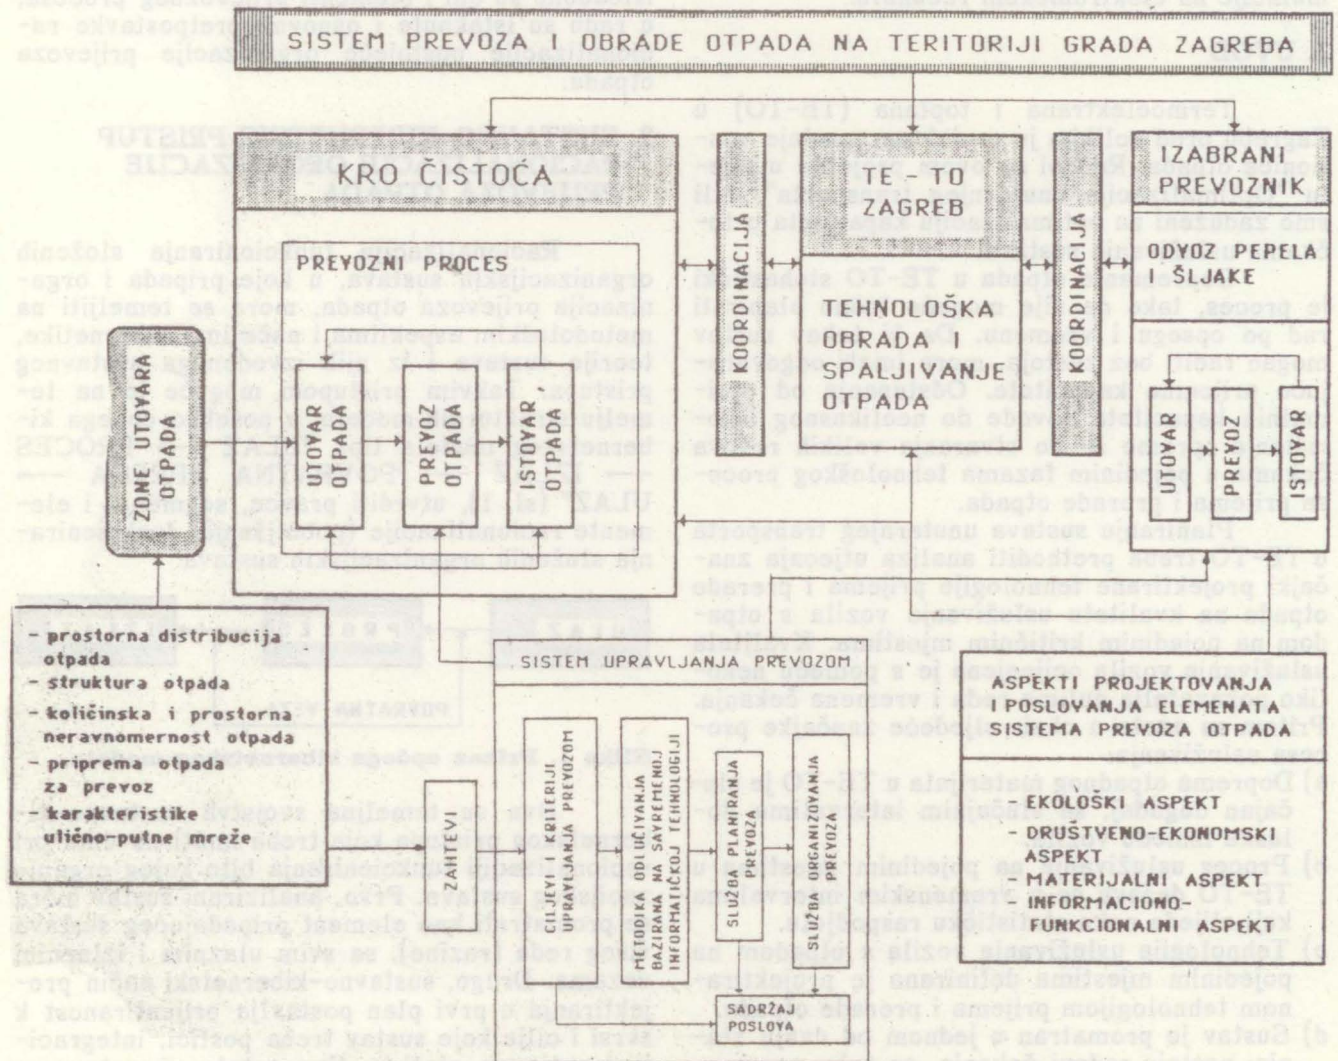 SISTEM PREVOZA I OBRADE OTPADA NA TERITORIJI GRADA ZAGREBA
KRO ČISTOĆA
TE-TO
ZAGREB
IZABRANI
PREVOZNIK
KOORDINACIJA
KOORDINACIJA
ODVOZ PEPELA
I ŠLJAKE
PREVOZNI PROCES
TEHNOLOŠKA
OBRADA I
SPALJIVANJE
OTPADA
ZONE UTOVARA
OTPADA
UTOVAR
OTPADA
PREVOZ
OTPADA
ISTOVAR
OTPADA
UTOVAR
PREVOZ
ISTOVAR
- prostorna distribucija
otpada
- struktura otpada
- količinska i prostorna
neravnomernost otpada
- priprema otpada
za prevoz
- karakteristike
ulično-putne mreže
SISTEM UPRAVLJANJA PREVOZOM
ZAHTEVI
CILJEVI I KRITERIJI
UPRAVLJANJA PREVOZOM
METODIKA ODLUČIVANJA
BAZIRANA NA SAVREMENOJ
INFORMATIČKOJ TEHNOLOGIJI
SLUŽBA PLANIRANJA
PREVOZA
SLUŽBA ORGANIZOVANJA
PREVOZA
SADRŽAJ
POSLOVA
ASPEKTI PROJEKTOVANJA
I POSLOVANJA ELEMENATA
SISTEMA PREVOZA OTPADA
- EKOLOŠKI ASPEKT
- DRUŠTVENO-EKONOMSKI
ASPEKT
- MATERIJALNI ASPEKT
- INFORMACIONO-
FUNKCIONALNI ASPEKT